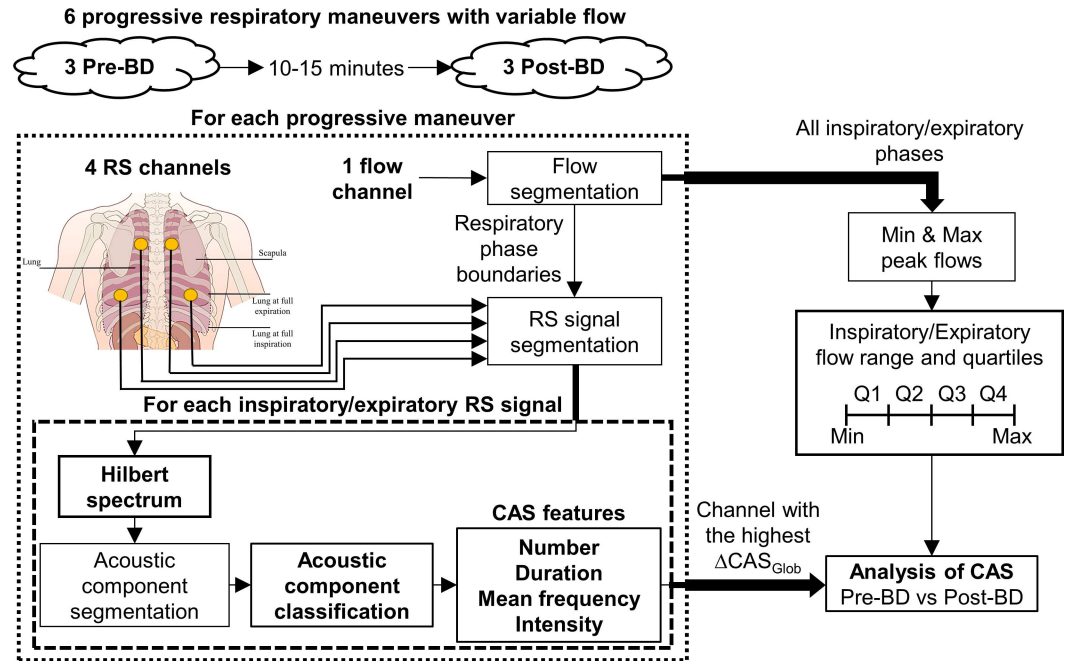 6 progressive respiratory maneuvers with variable flow
3 Pre-BD
10-15 minutes
3 Post-BD
For each progressive maneuver
4 RS channels
1 flow
channel
Flow
segmentation
All inspiratory/expiratory
phases
Lung
Scapula
Lung at full
expiration
Lung at full
inspiration
Respiratory
phase
boundaries
RS signal
segmentation
Min & Max
peak flows
Inspiratory/Expiratory
flow range and quartiles
Q1 Q2 Q3 Q4
Min Max
For each inspiratory/expiratory RS signal
Hilbert
spectrum
Acoustic
component
segmentation
Acoustic
component
classification
CAS features
Number
Duration
Mean frequency
Intensity
Channel with
the highest
ΔCAS_Glob
Analysis of CAS
Pre-BD vs Post-BD